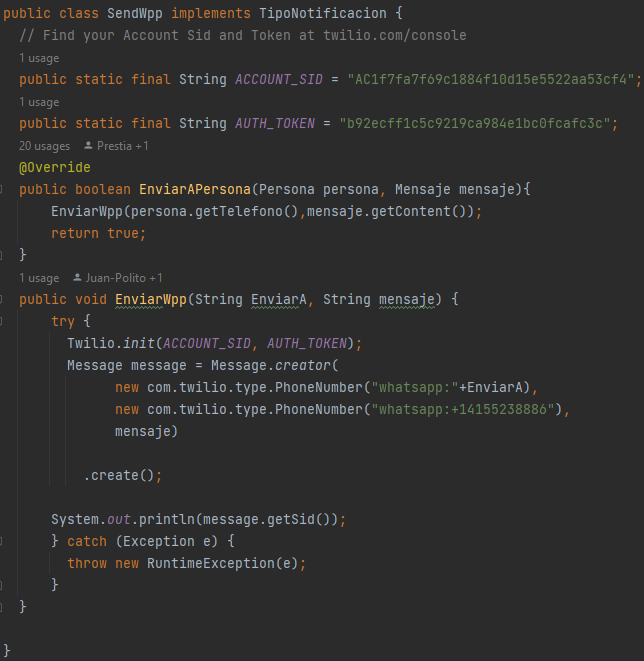 public class SendWpp implements TipoNotificacion {
// Find your Account Sid and Token at twilio.com/console
1 usage
public static final String ACCOUNT_SID = "AC1f7fa7f69c1884f10d15e5522aa53cf4";
1 usage
public static final String AUTH_TOKEN = "b92ecff1c5c9219ca984e1bc0fcafc3c";
20 usages Prestia +1
@Override
public boolean EnviarAPersona(Persona persona, Mensaje mensaje){
EnviarWpp(persona.getTelefono(),mensaje.getContent());
return true;
}
1 usage Juan-Polito +1
public void EnviarWpp(String EnviarA, String mensaje) {
try {
Twilio.init(ACCOUNT_SID, AUTH_TOKEN);
Message message = Message.creator(
new com.twilio.type.PhoneNumber("whatsapp:"+EnviarA),
new com.twilio.type.PhoneNumber("whatsapp:+14155238886"),
mensaje)
.create();
System.out.println(message.getSid());
} catch (Exception e) {
throw new RuntimeException(e);
}
}
}